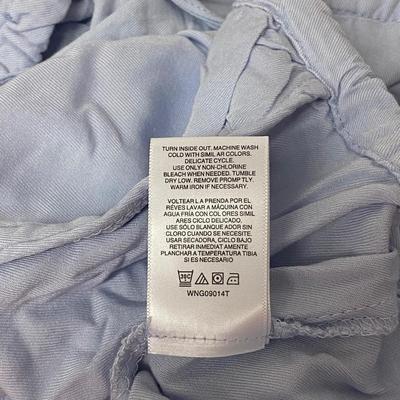 TURN INSIDE OUT. MACHINE WASH
COLD WITH SIMILAR COLORS.
DELICATE CYCLE.
USE ONLY NON-CHLORINE
BLEACH WHEN NEEDED. TUMBLE
DRY LOW. REMOVE PROMPTLY.
WARM IRON IF NECESSARY.
VOLTEAR LA PRENDA POR EL
RÉVES LAVAR A MÁQUINA CON
AGUA FRÍA CON COLORES SIMIL
ARES CICLO DELICADO.
USE SÓLO BLANQUEADOR SIN
CLORO CUANDO SE NECESITE.
USAR SECADORA, CICLO BAJO
RETIRAR INMEDIATAMENTE
PLANCHAR A TEMPERATURA TIBIA
SI ES NECESARIO
30C
WNG09014T